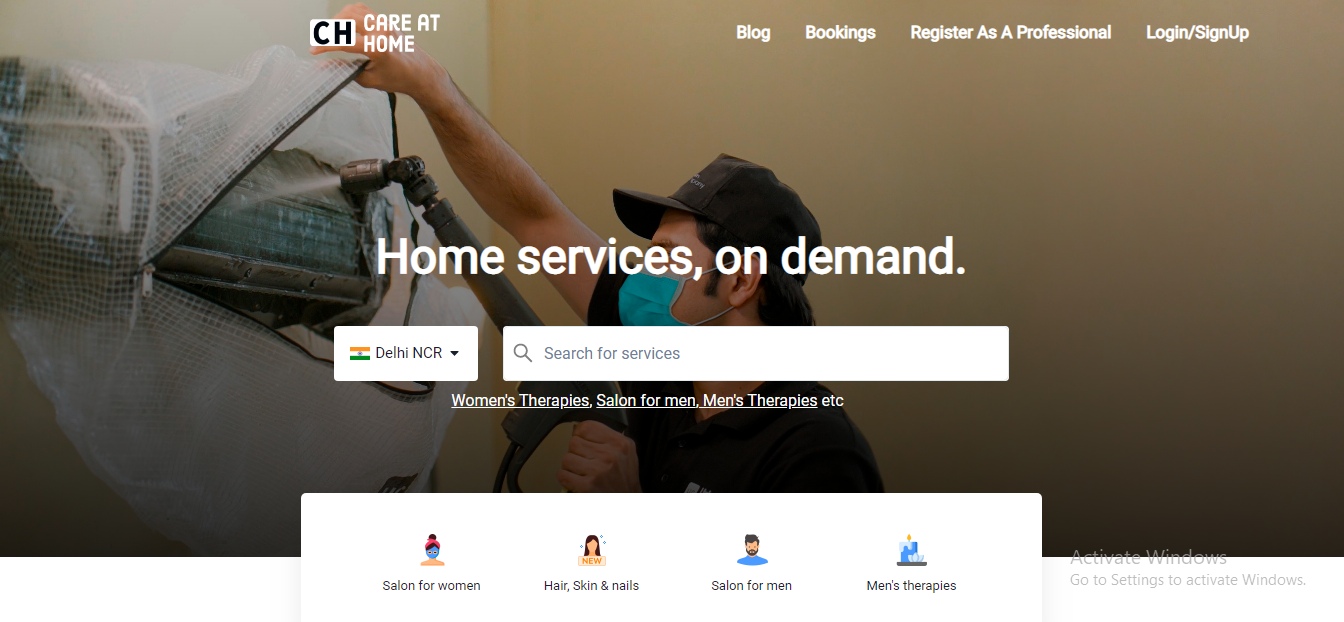 CH CARE AT
HOME
Blog Bookings Register As A Professional Login/SignUp
Home services, on demand.
Delhi NCR Search for services
Women's Therapies, Salon for men, Men's Therapies etc
NEW
Salon for women Hair, Skin & nails Salon for men Men's therapies
Activate Windows
Go to Settings to activate Windows.